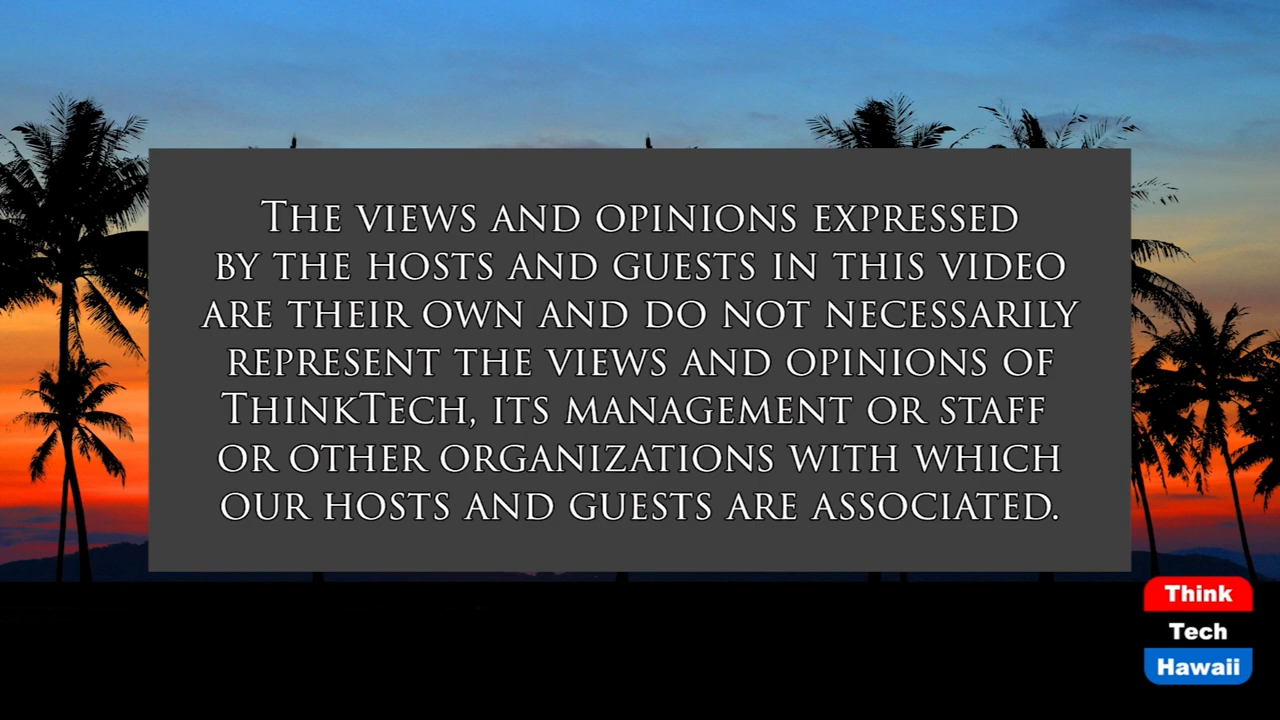 The views and opinions expressed
by the hosts and guests in this video
are their own and do not necessarily
represent the views and opinions of
ThinkTech, its management or staff
or other organizations with which
our hosts and guests are associated.
Think
Tech
Hawaii